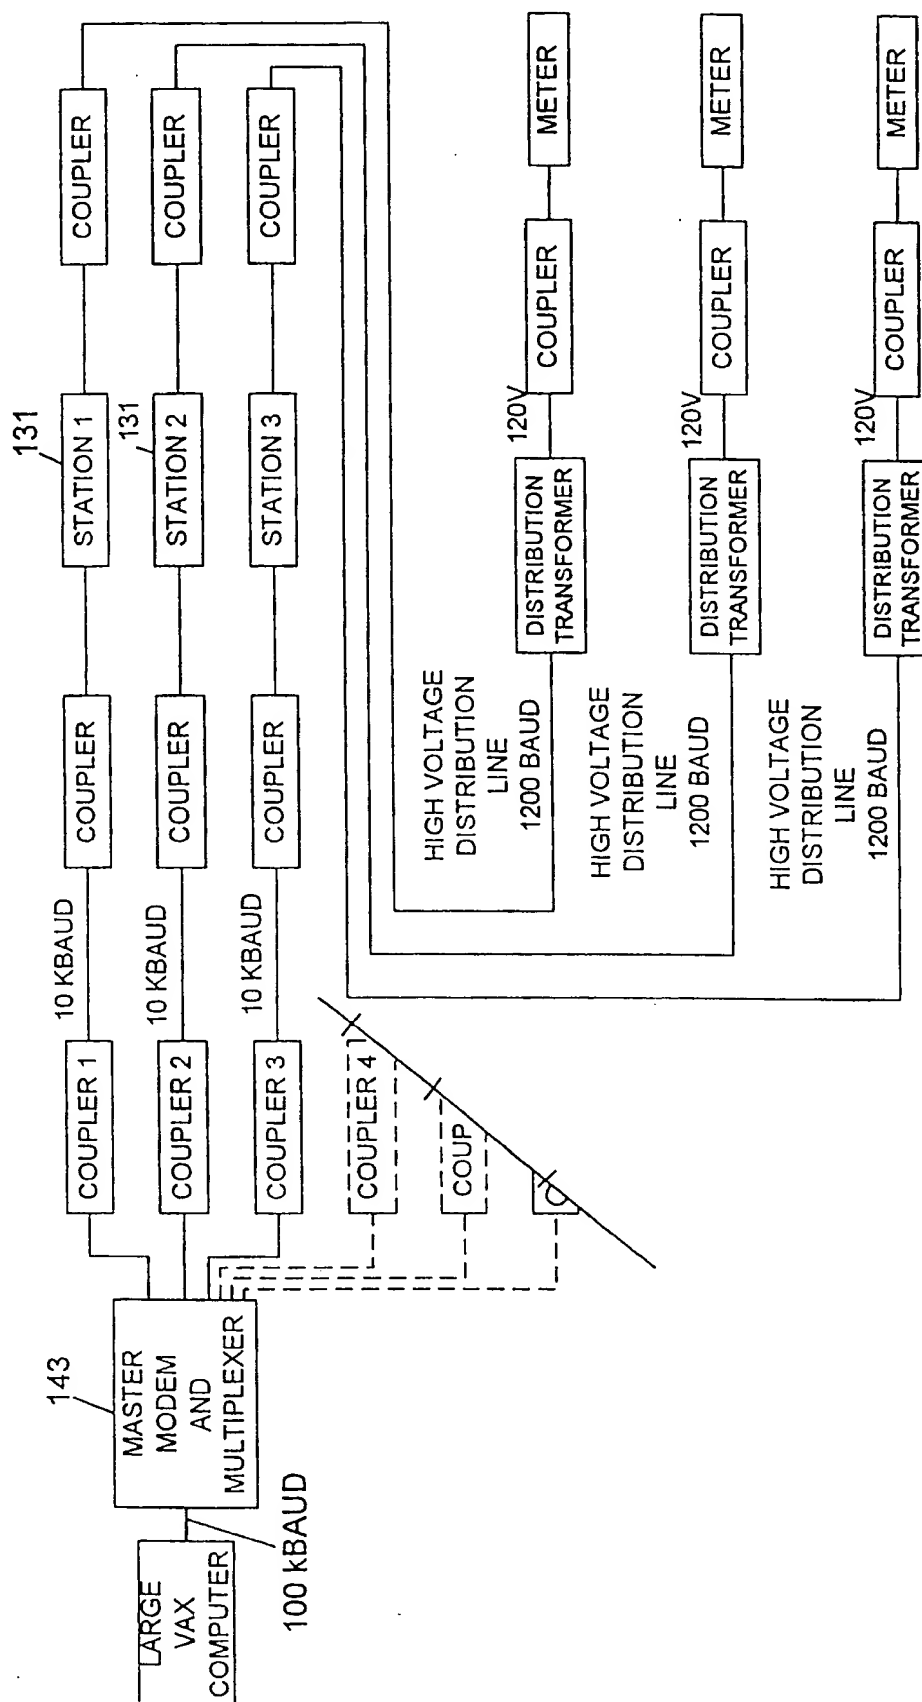 LARGE
VAX
COMPUTER
100 kBAUD
143
MASTER
MODEM
AND
MULTIPLEXER
COUPLER 1
10 KBAUD
COUPLER
131
STATION 1
COUPLER
COUPLER 2
10 KBAUD
COUPLER
131
STATION 2
COUPLER
COUPLER 3
10 KBAUD
COUPLER
STATION 3
COUPLER
COUPLER 4
COUP
C
HIGH VOLTAGE
DISTRIBUTION
LINE
1200 BAUD
DISTRIBUTION
TRANSFORMER
120V
COUPLER
METER
HIGH VOLTAGE
DISTRIBUTION
LINE
1200 BAUD
DISTRIBUTION
TRANSFORMER
120V
COUPLER
METER
HIGH VOLTAGE
DISTRIBUTION
LINE
1200 BAUD
DISTRIBUTION
TRANSFORMER
120V
COUPLER
METER